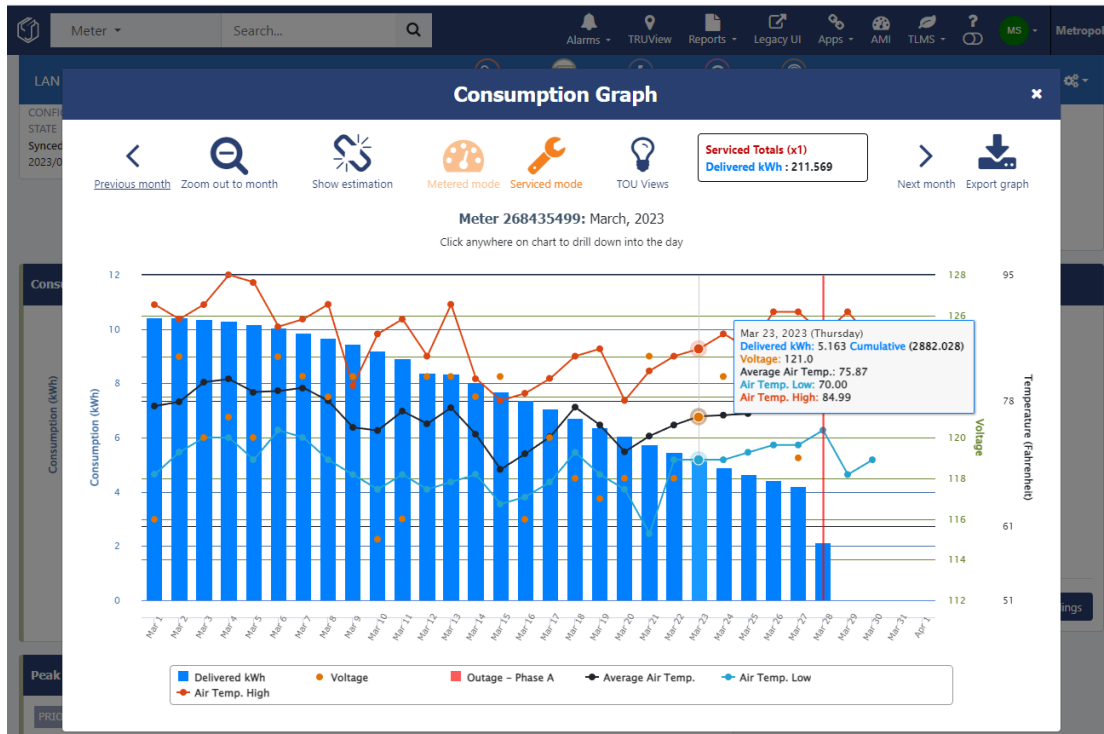 Meter
Search...
Alarms
TRUView
Reports
Legacy UI
Apps
AMI
TLMS
?
MS
Metropol
LAN
CONFI
STATE
Synced
2023/0
Consumption Graph
Previous month
Zoom out to month
Show estimation
Metered mode
Serviced mode
TOU Views
Serviced Totals (x1)
Delivered kWh : 211.569
Next month
Export graph
Meter 268435499: March, 2023
Click anywhere on chart to drill down into the day
Cons
Consumption (kWh)
Consumption (kWh)
12
10
8
6
4
2
0
128
126
120
118
116
114
112
Voltage
95
78
61
51
Temperature (Fahrenheit)
Mar 23, 2023 (Thursday)
Delivered kWh: 5.163 Cumulative (2882.028)
Voltage: 121.0
Average Air Temp.: 75.87
Air Temp. Low: 70.00
Air Temp. High: 84.99
Mar 1
Mar 2
Mar 3
Mar 4
Mar 5
Mar 6
Mar 7
Mar 8
Mar 9
Mar 10
Mar 11
Mar 12
Mar 13
Mar 14
Mar 15
Mar 16
Mar 17
Mar 18
Mar 19
Mar 20
Mar 21
Mar 22
Mar 23
Mar 24
Mar 25
Mar 26
Mar 27
Mar 28
Mar 29
Mar 30
Mar 31
Apr 1
Delivered kWh
Voltage
Outage - Phase A
Average Air Temp.
Air Temp. Low
Air Temp. High
ings
Peak
PRIO